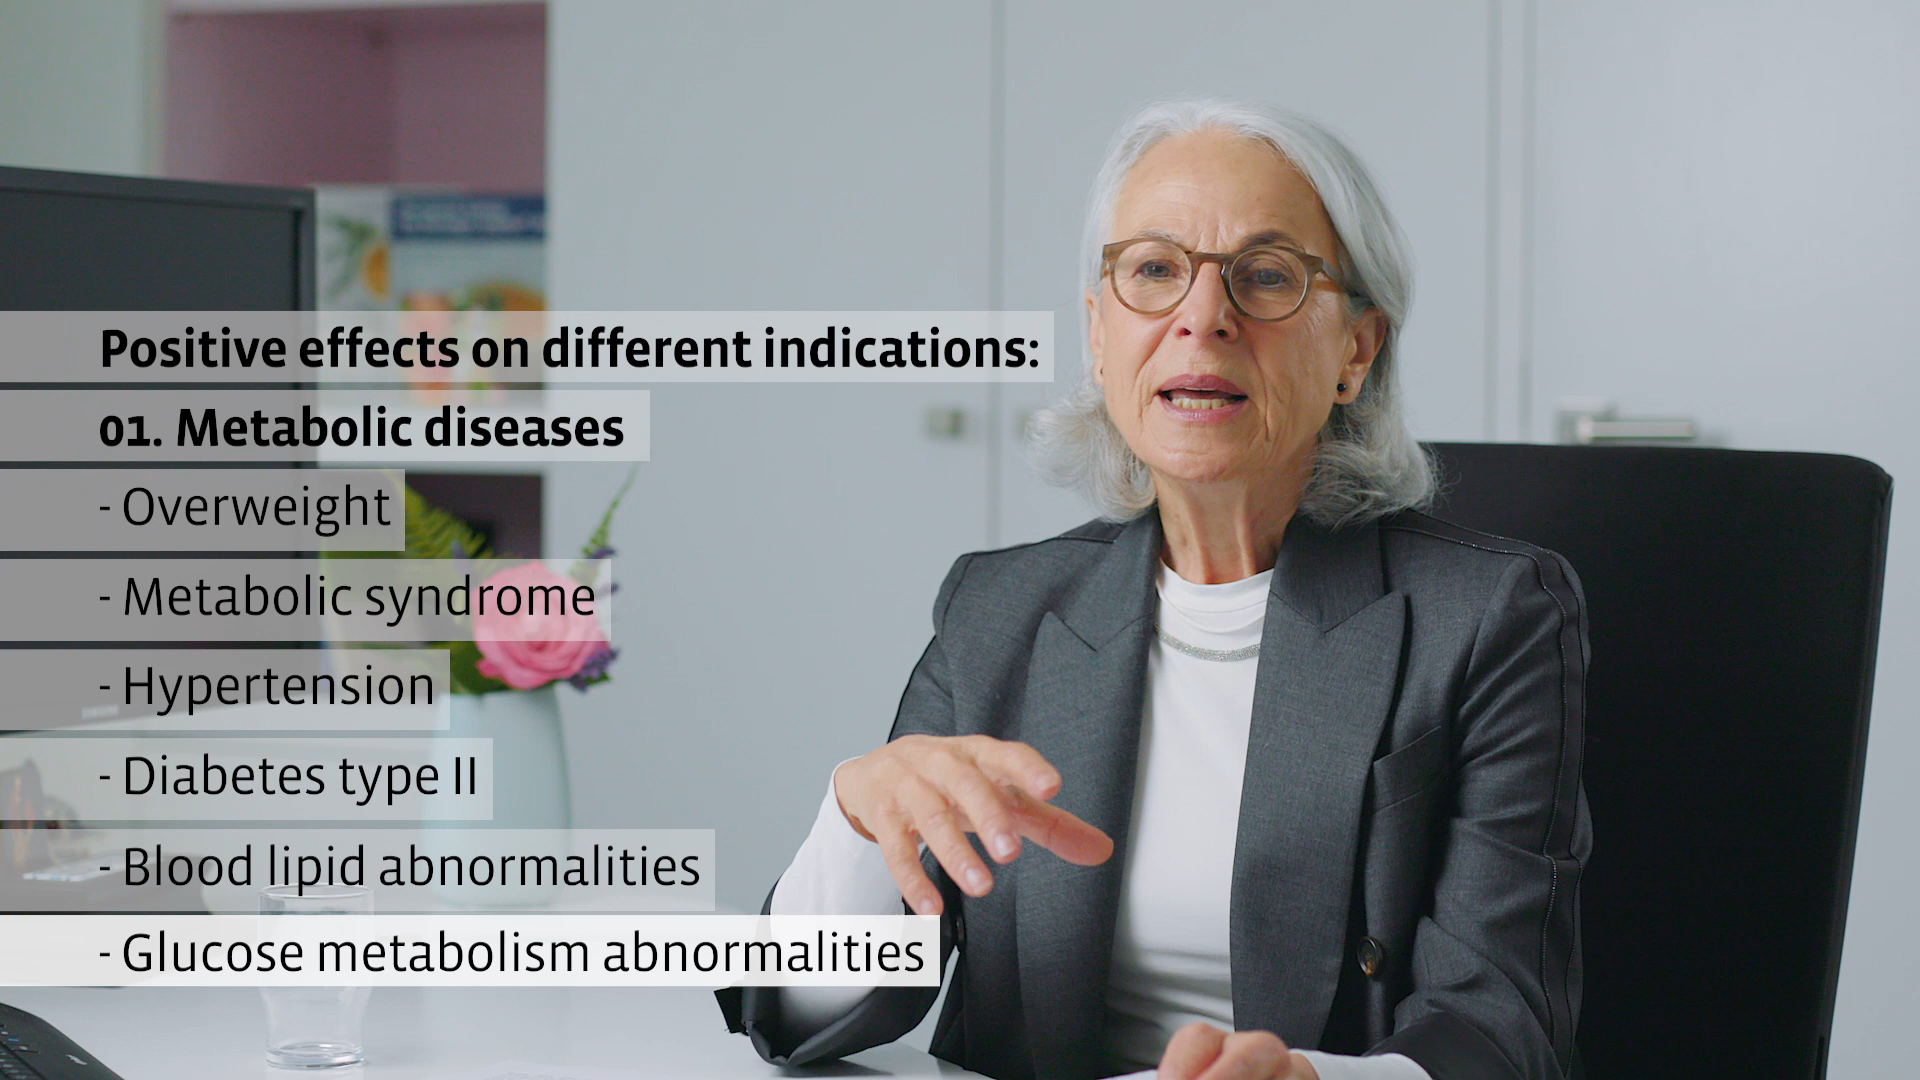 Positive effects on different indications:
01. Metabolic diseases
- Overweight
- Metabolic syndrome
- Hypertension
- Diabetes type II
- Blood lipid abnormalities
- Glucose metabolism abnormalities